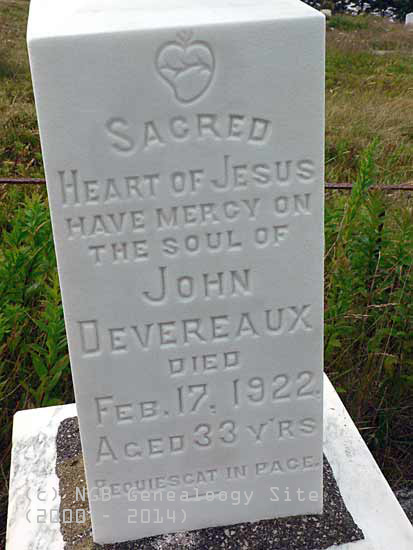 SACRED
HEART OF JESUS
HAVE MERCY ON
THE SOUL OF
JOHN
DEVEREAUX
DIED
FEB. 17, 1922.
AGED 33 Y'RS
REQUIESCAT IN PACE.
(c) NGB Genealogy Site
(2000 - 2014)